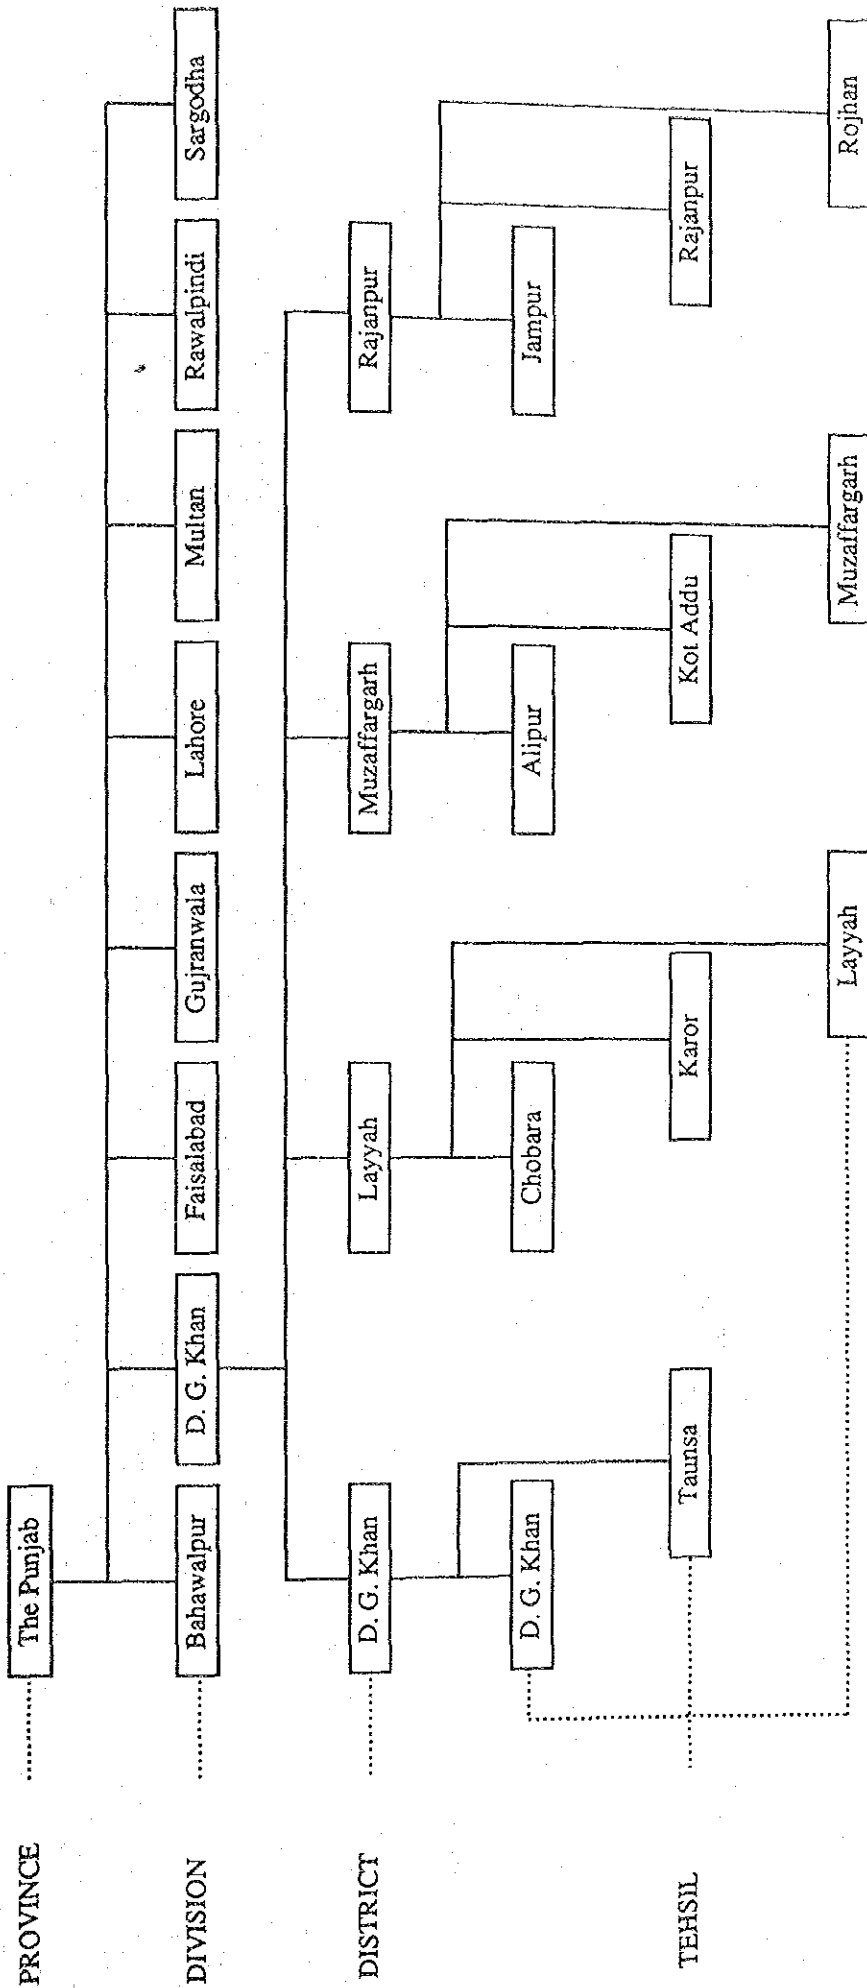 PROVINCE The Punjab
DIVISION Bahawalpur D. G. Khan Faisalabad Gujranwala Lahore Multan Rawalpindi Sargodha
DISTRICT D. G. Khan Layyah Muzaffargarh Rajanpur
D. G. Khan Chobara Alipur Jampur
TEHSIL Taunsa Karor Kot Addu Rajanpur
Layyah Muzaffargarh Rojhan